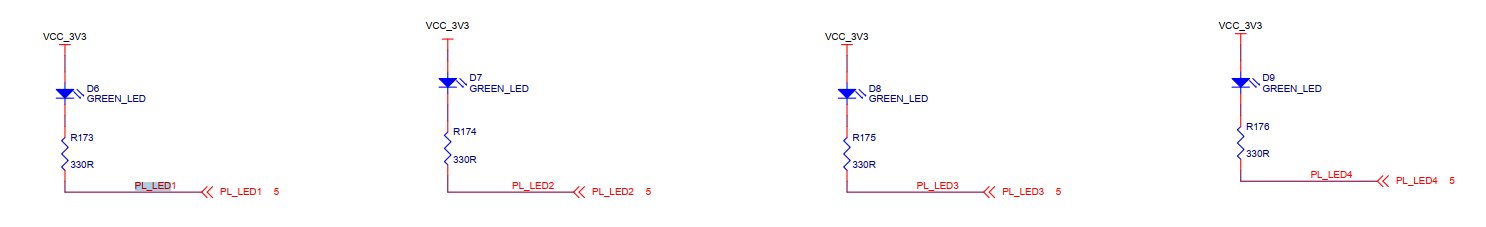 VCC_3V3
D6
GREEN_LED
R173
330R
PL_LED1
PL_LED1 5
VCC_3V3
D7
GREEN_LED
R174
330R
PL_LED2
PL_LED2 5
VCC_3V3
D8
GREEN_LED
R175
330R
PL_LED3
PL_LED3 5
VCC_3V3
D9
GREEN_LED
R176
330R
PL_LED4
PL_LED4 5